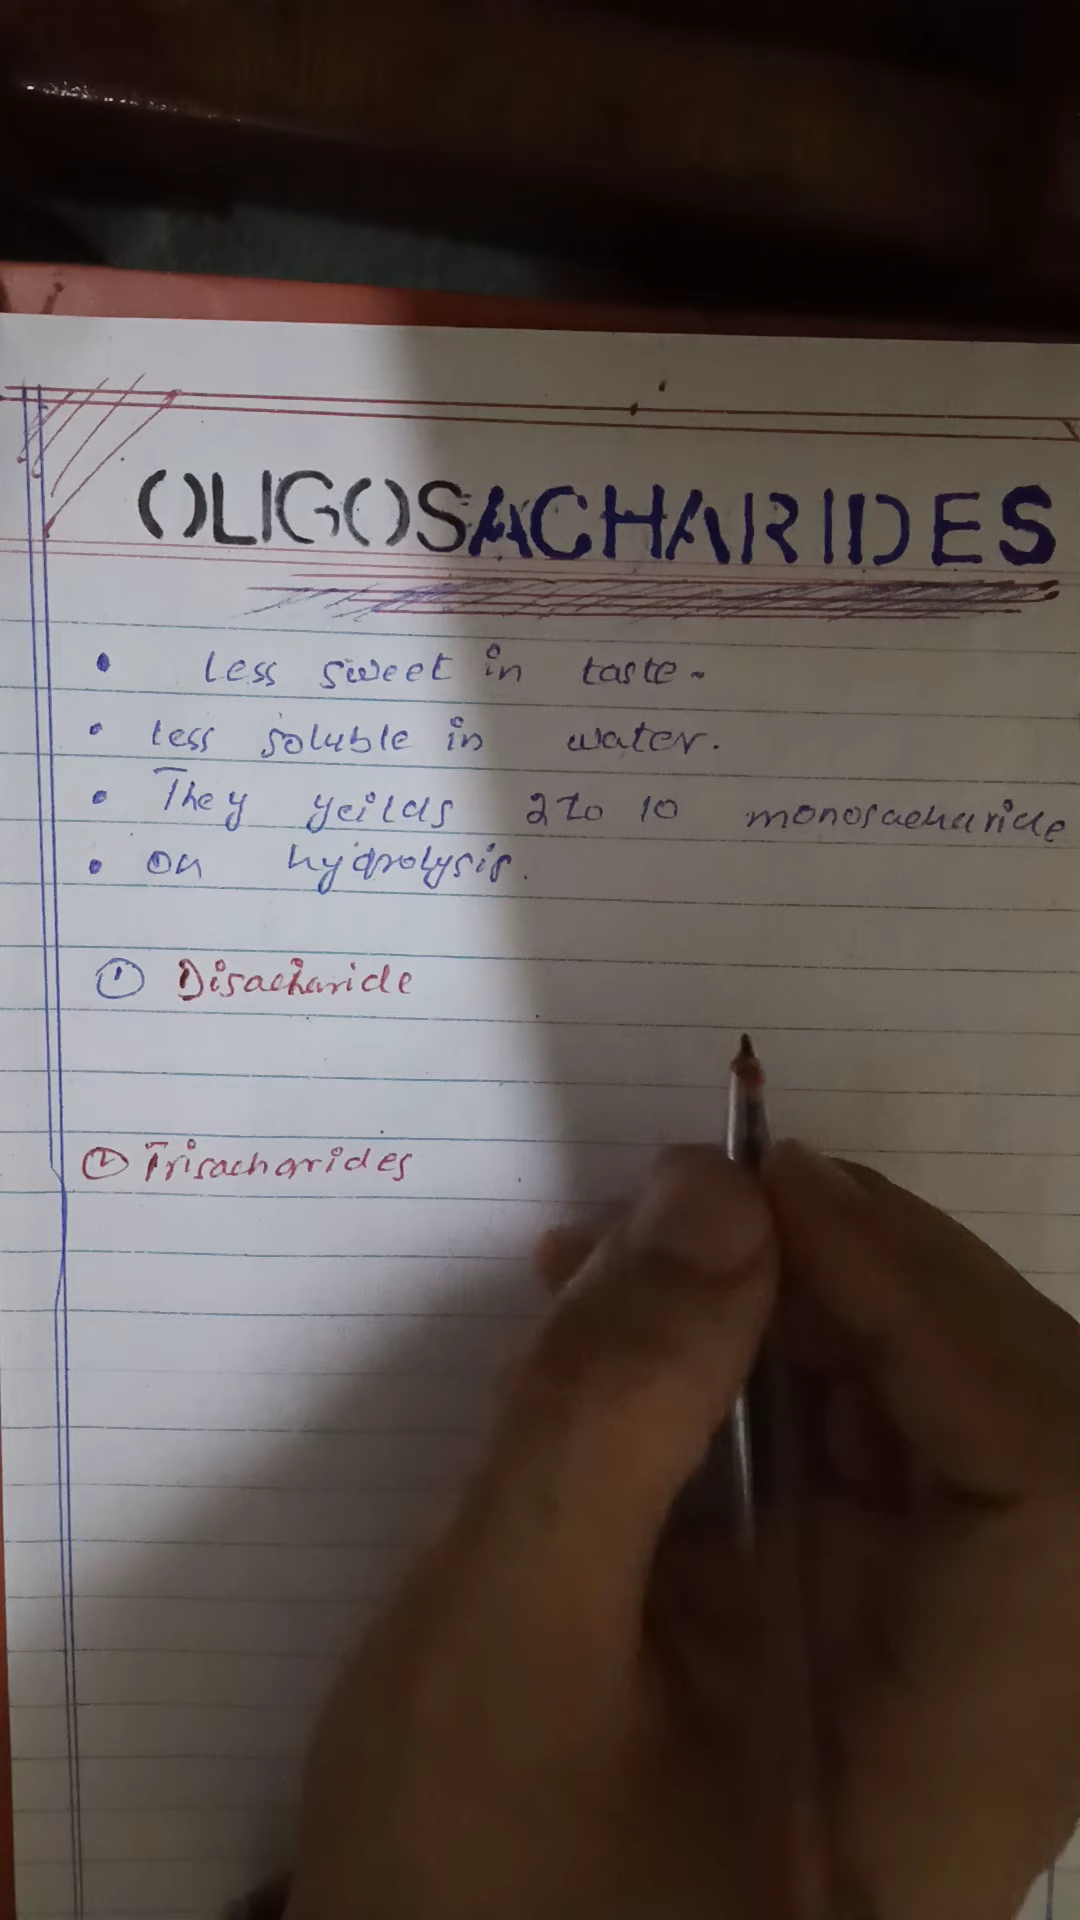 OLIGOSACHARIDES
• Less sweet in taste.
• less soluble in water.
• They yeilds 2 to 10 monosacharide
• on hydrolysis.
① Disacharide
② Trisacharides